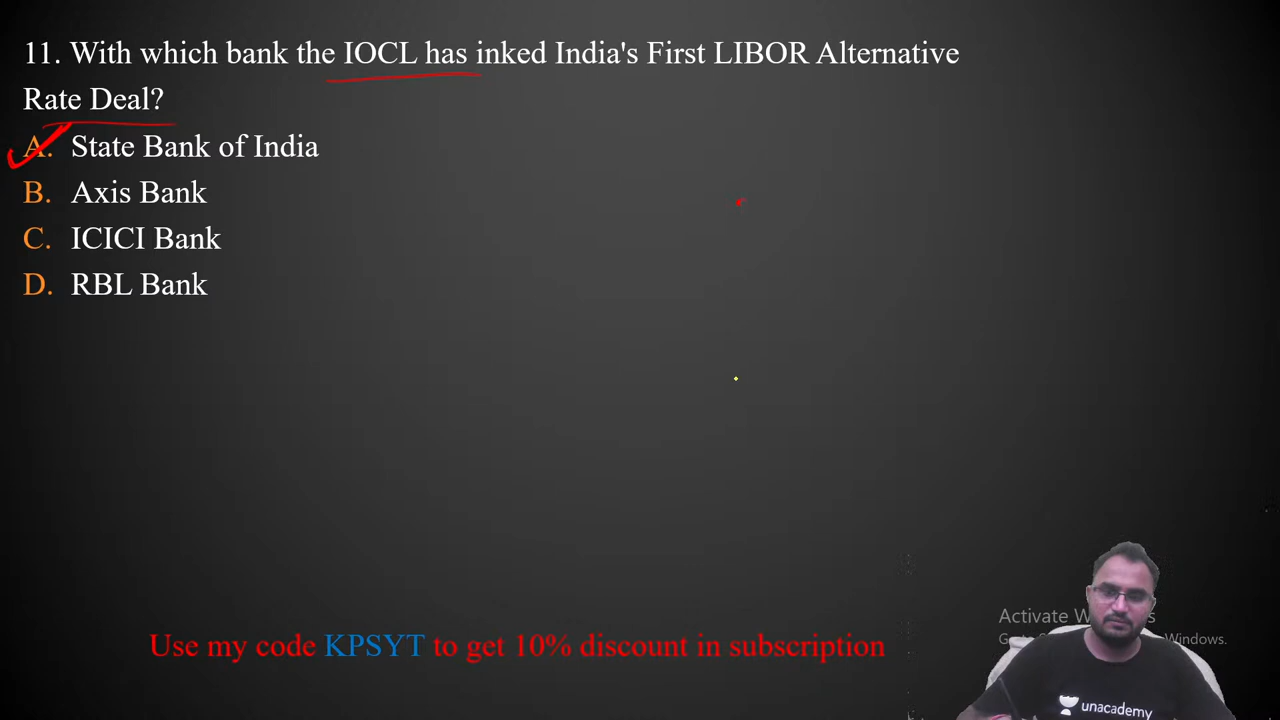 11. With which bank the IOCL has inked India's First LIBOR Alternative
Rate Deal?
A. State Bank of India
B. Axis Bank
C. ICICI Bank
D. RBL Bank
Activate
Windows.
Use my code KPSYT to get 10% discount in subscription
unacademy